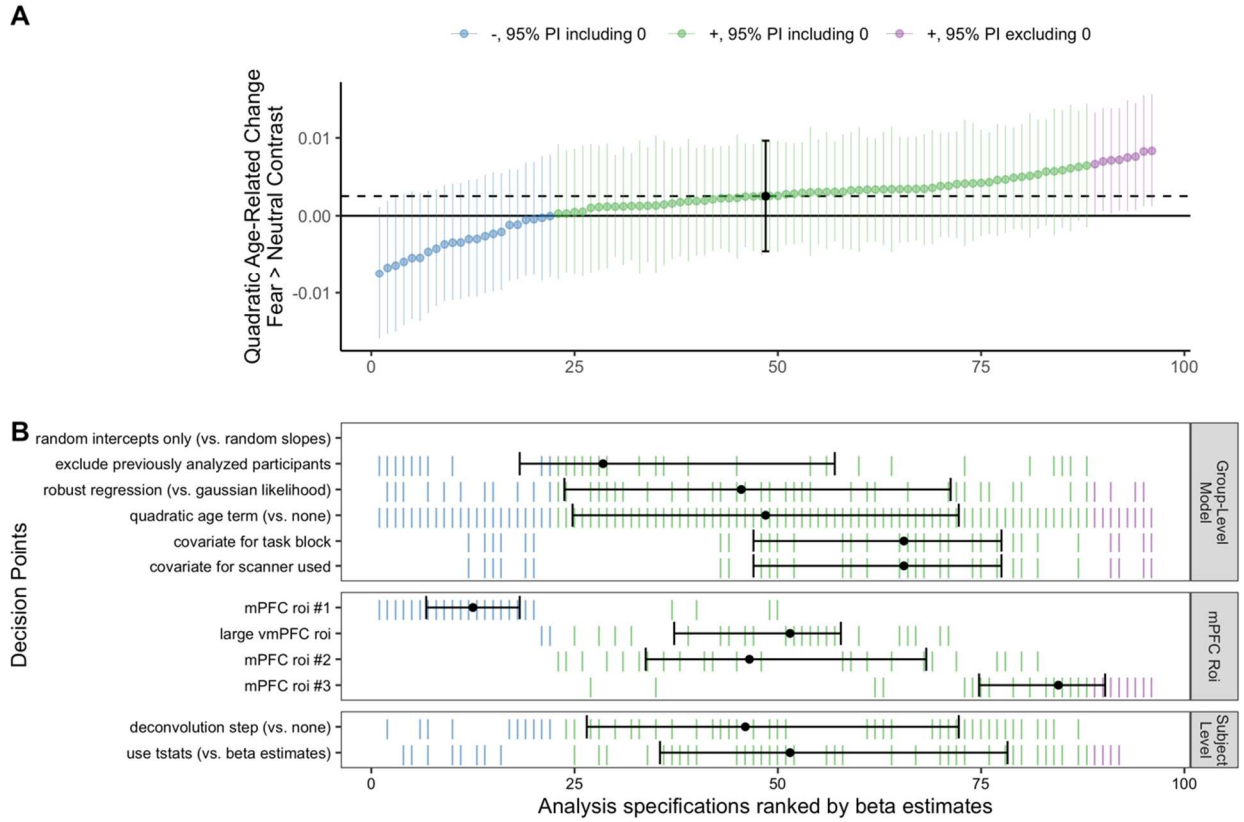 A
-, 95% PI including 0
+, 95% PI including 0
+, 95% PI excluding 0
Quadratic Age-Related Change
Fear > Neutral Contrast
0.01
0.00
-0.01
0
25
50
75
100
B
Decision Points
random intercepts only (vs. random slopes)
exclude previously analyzed participants
robust regression (vs. gaussian likelihood)
quadratic age term (vs. none)
covariate for task block
covariate for scanner used
Group-Level
Model
mPFC roi #1
large vmPFC roi
mPFC roi #2
mPFC roi #3
mPFC Roi
deconvolution step (vs. none)
use tstats (vs. beta estimates)
Subject
Level
0
25
50
75
100
Analysis specifications ranked by beta estimates